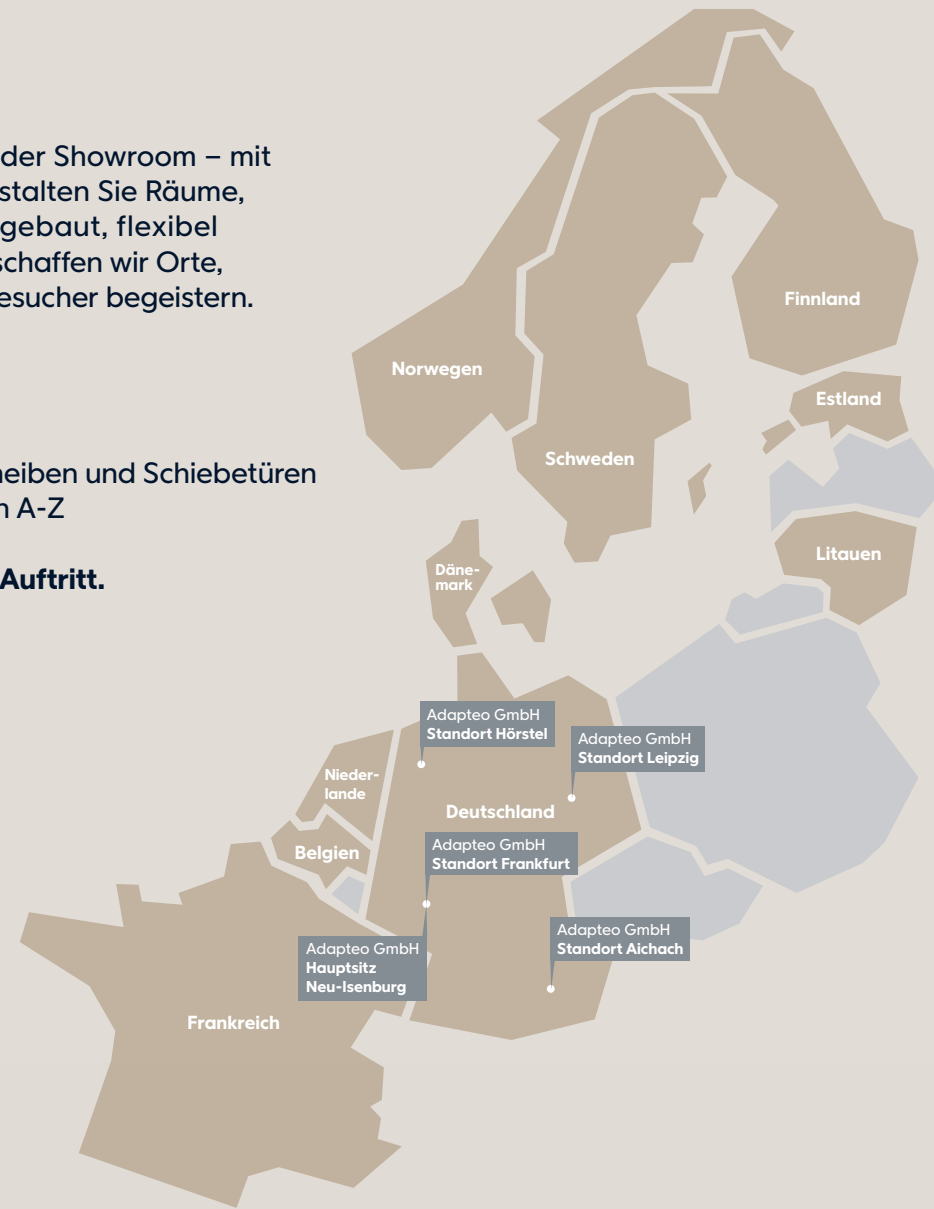 der Showroom – mit
stalten Sie Räume,
gebaut, flexibel
schaffen wir Orte,
esucher begeistern.
heiben und Schiebetüren
n A-Z
Auftritt.
Finnland
Norwegen
Estland
Schweden
Litauen
Däne-
mark
Adapteo GmbH
Standort Hörstel
Adapteo GmbH
Standort Leipzig
Nieder-
lande
Deutschland
Adapteo GmbH
Standort Frankfurt
Belgien
Adapteo GmbH
Standort Aichach
Adapteo GmbH
Hauptsitz
Neu-Isenburg
Frankreich